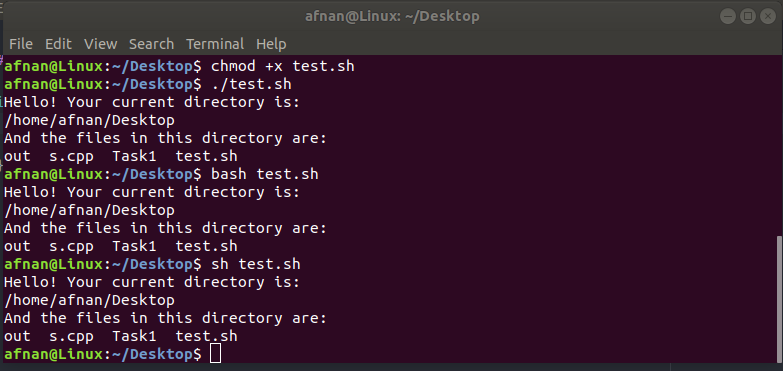 afnan@Linux: ~/Desktop
File Edit View Search Terminal Help
afnan@Linux:~/Desktop$ chmod +x test.sh
afnan@Linux:~/Desktop$ ./test.sh
Hello! Your current directory is:
/home/afnan/Desktop
And the files in this directory are:
out  s.cpp  Task1  test.sh
afnan@Linux:~/Desktop$ bash test.sh
Hello! Your current directory is:
/home/afnan/Desktop
And the files in this directory are:
out  s.cpp  Task1  test.sh
afnan@Linux:~/Desktop$ sh test.sh
Hello! Your current directory is:
/home/afnan/Desktop
And the files in this directory are:
out  s.cpp  Task1  test.sh
afnan@Linux:~/Desktop$